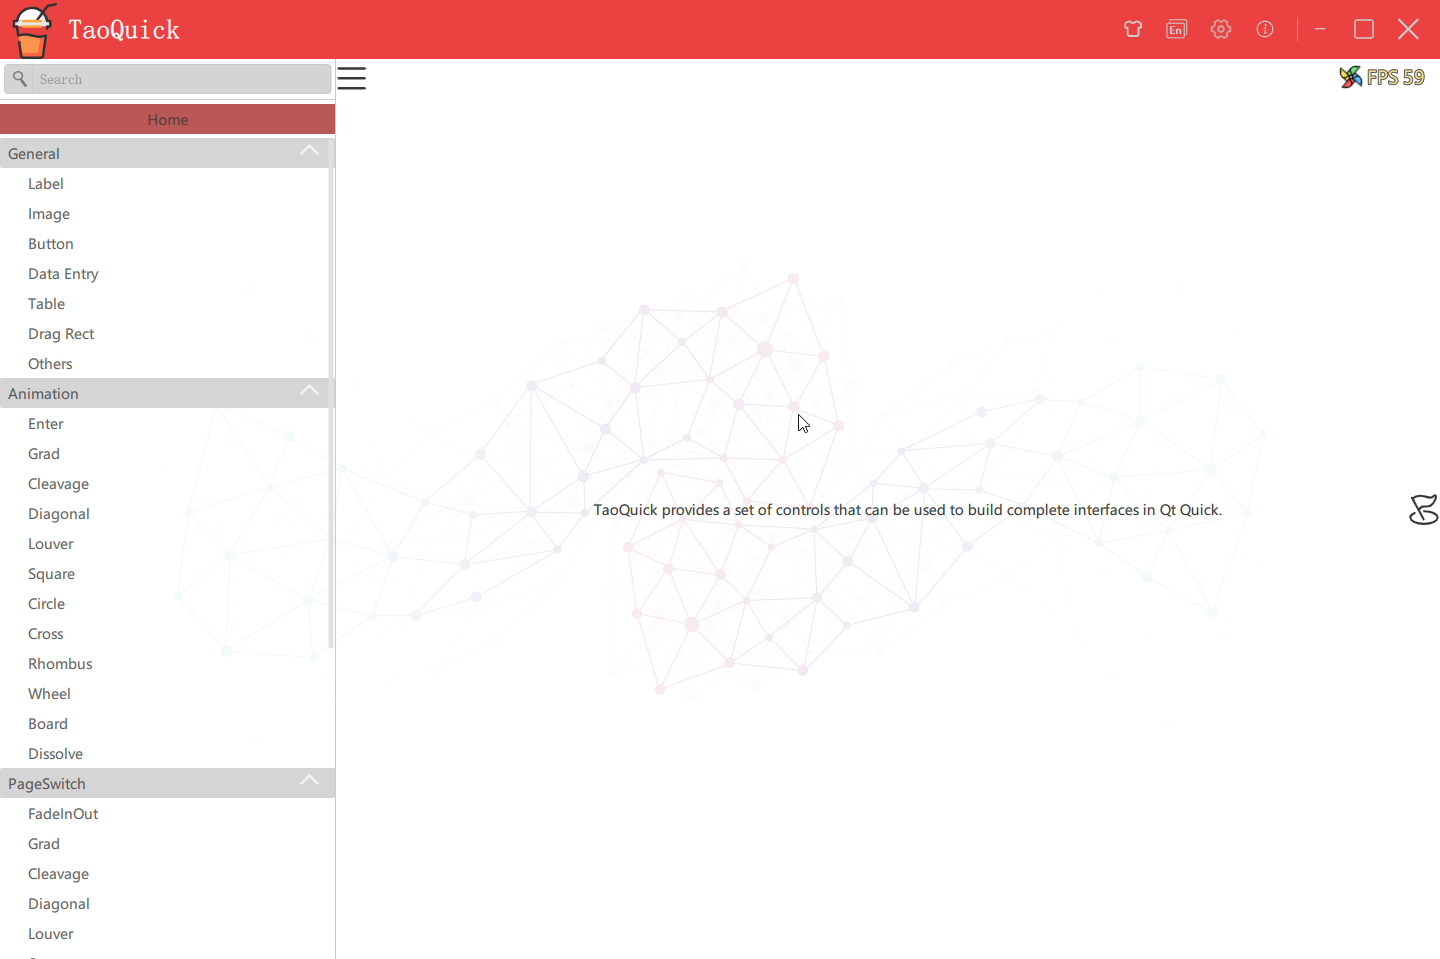 TaoQuick
En
Search
FPS 59
Home
General
Label
Image
Button
Data Entry
Table
Drag Rect
Others
Animation
Enter
Grad
Cleavage
Diagonal
Louver
Square
Circle
Cross
Rhombus
Wheel
Board
Dissolve
PageSwitch
FadeInOut
Grad
Cleavage
Diagonal
Louver
TaoQuick provides a set of controls that can be used to build complete interfaces in Qt Quick.